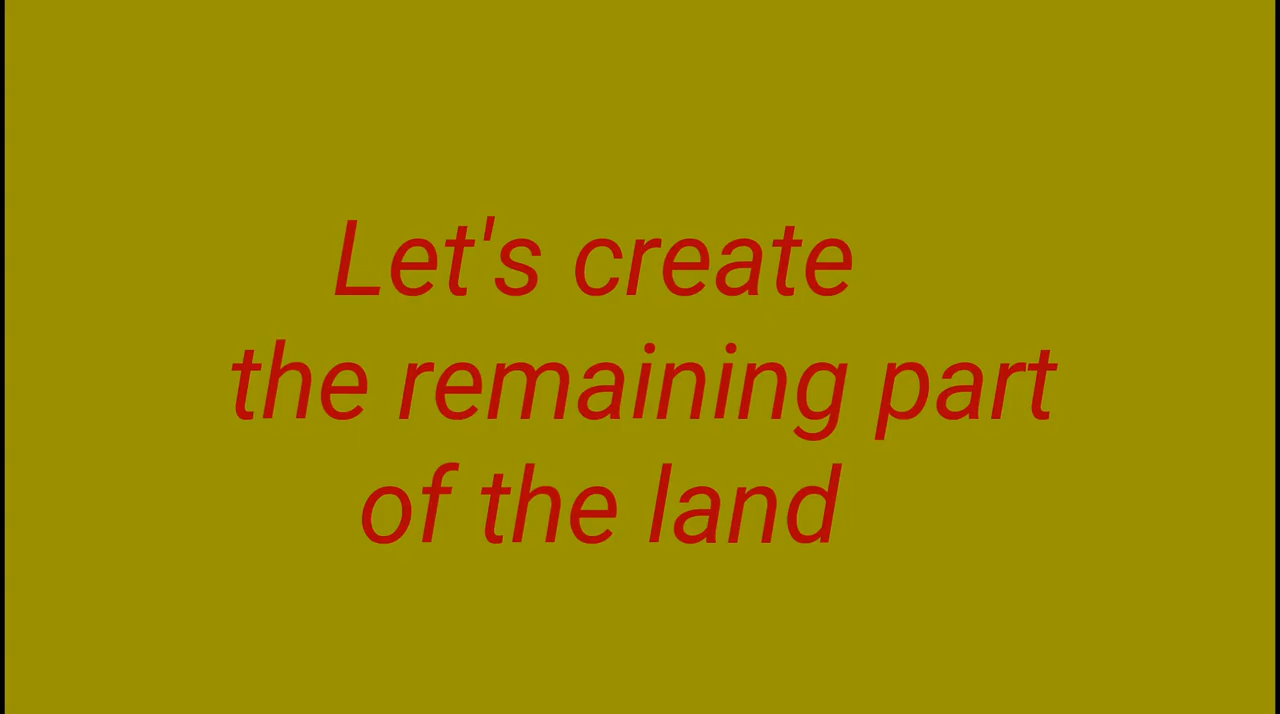 Let's create
the remaining part
of the land